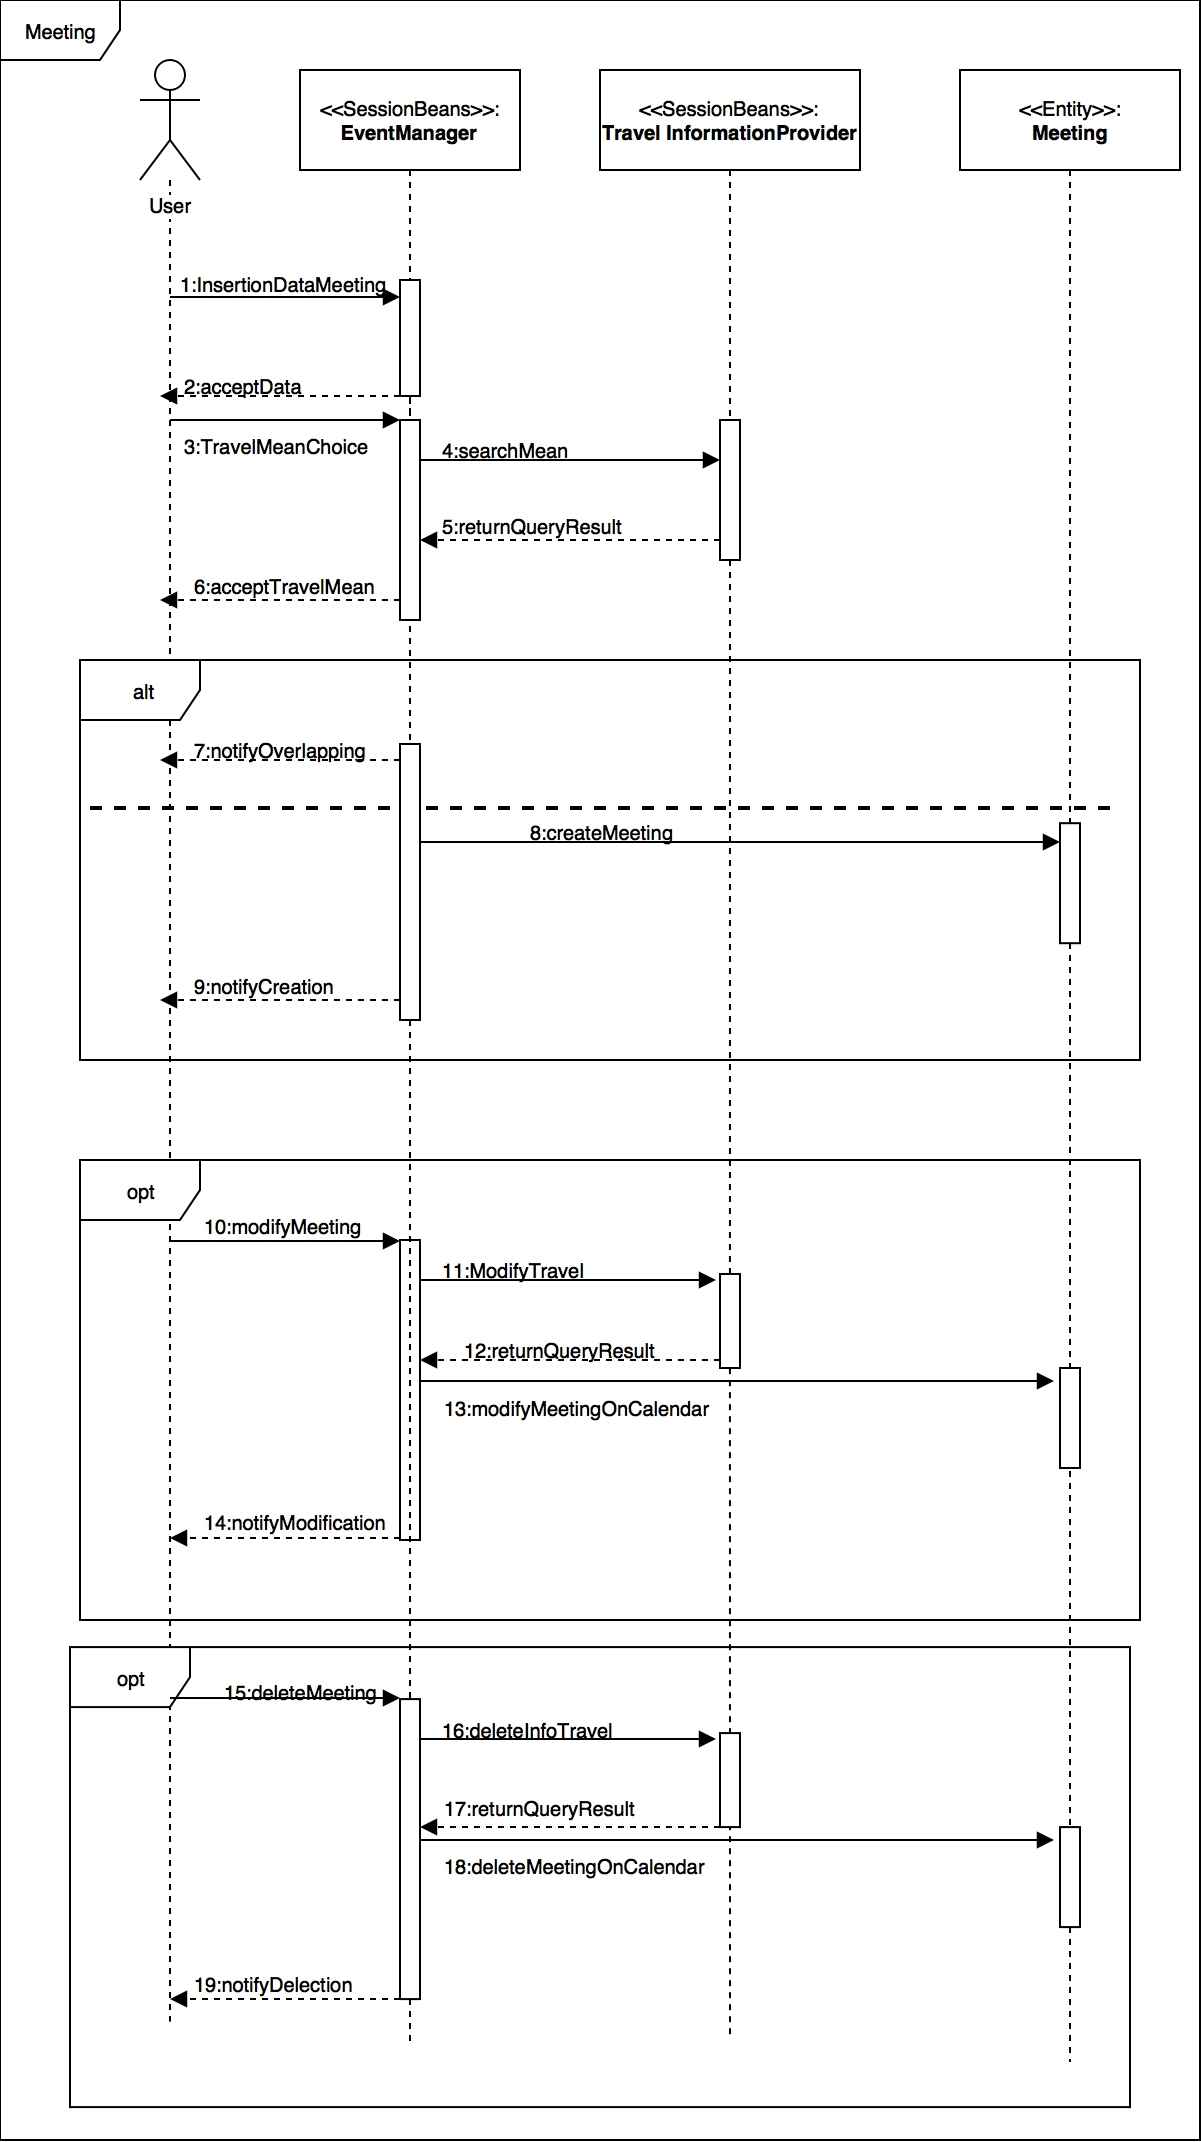 Meeting
<<SessionBeans>>:
EventManager
<<SessionBeans>>:
Travel InformationProvider
<<Entity>>:
Meeting
User
1:InsertionDataMeeting
2:acceptData
3:TravelMeanChoice
4:searchMean
5:returnQueryResult
6:acceptTravelMean
alt
7:notifyOverlapping
8:createMeeting
9:notifyCreation
opt
10:modifyMeeting
11:ModifyTravel
12:returnQueryResult
13:modifyMeetingOnCalendar
14:notifyModification
opt
15:deleteMeeting
16:deleteInfoTravel
17:returnQueryResult
18:deleteMeetingOnCalendar
19:notifyDelection